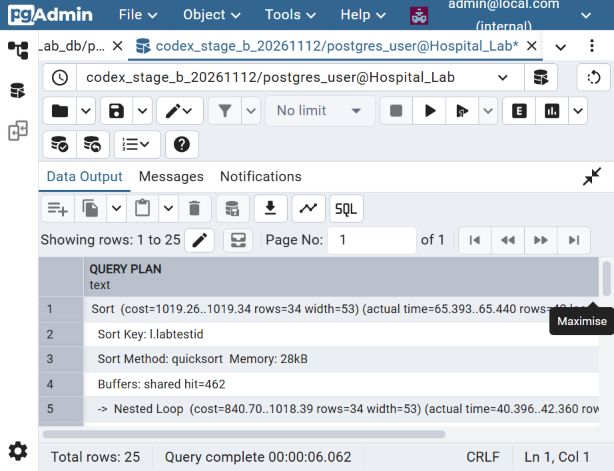 pgAdmin File Object Tools Help admin@local.com (internal)
_ab_db/p... codex_stage_b_20261112/postgres_user@Hospital_Lab*
codex_stage_b_20261112/postgres_user@Hospital_Lab
No limit
E
Data Output Messages Notifications
SQL
Showing rows: 1 to 25 Page No: 1 of 1
QUERY PLAN
text
1 Sort (cost=1019.26..1019.34 rows=34 width=53) (actual time=65.393..65.440 rows=
Maximise
2 Sort Key: l.labtestid
3 Sort Method: quicksort Memory: 28kB
4 Buffers: shared hit=462
5 -> Nested Loop (cost=840.70..1018.39 rows=34 width=53) (actual time=40.396..42.360 row
Total rows: 25 Query complete 00:00:06.062 CRLF Ln 1, Col 1